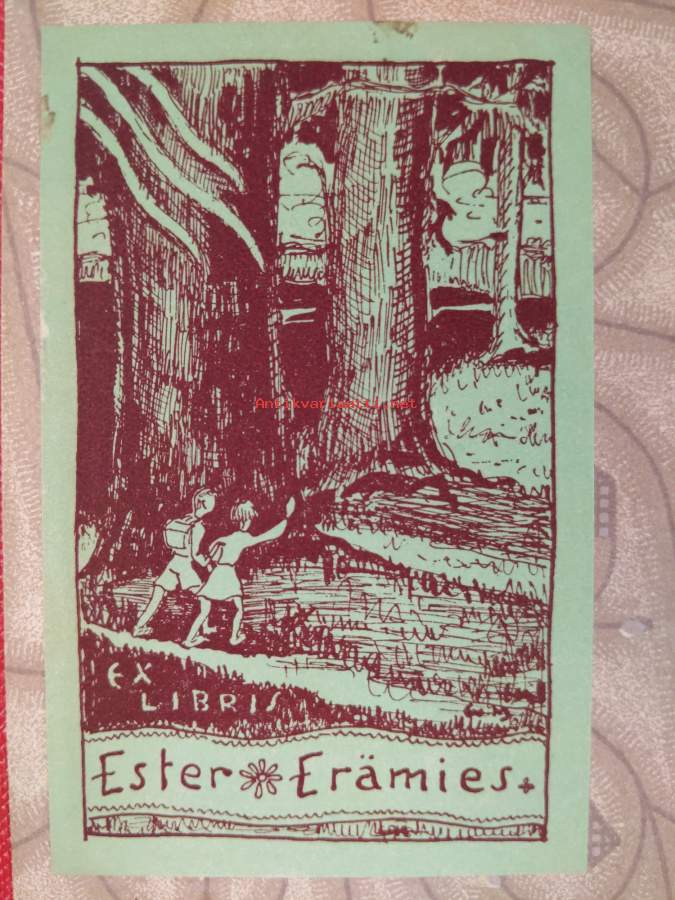 Antikvariaatti.net
EX
LIBRIS
Ester Erämies